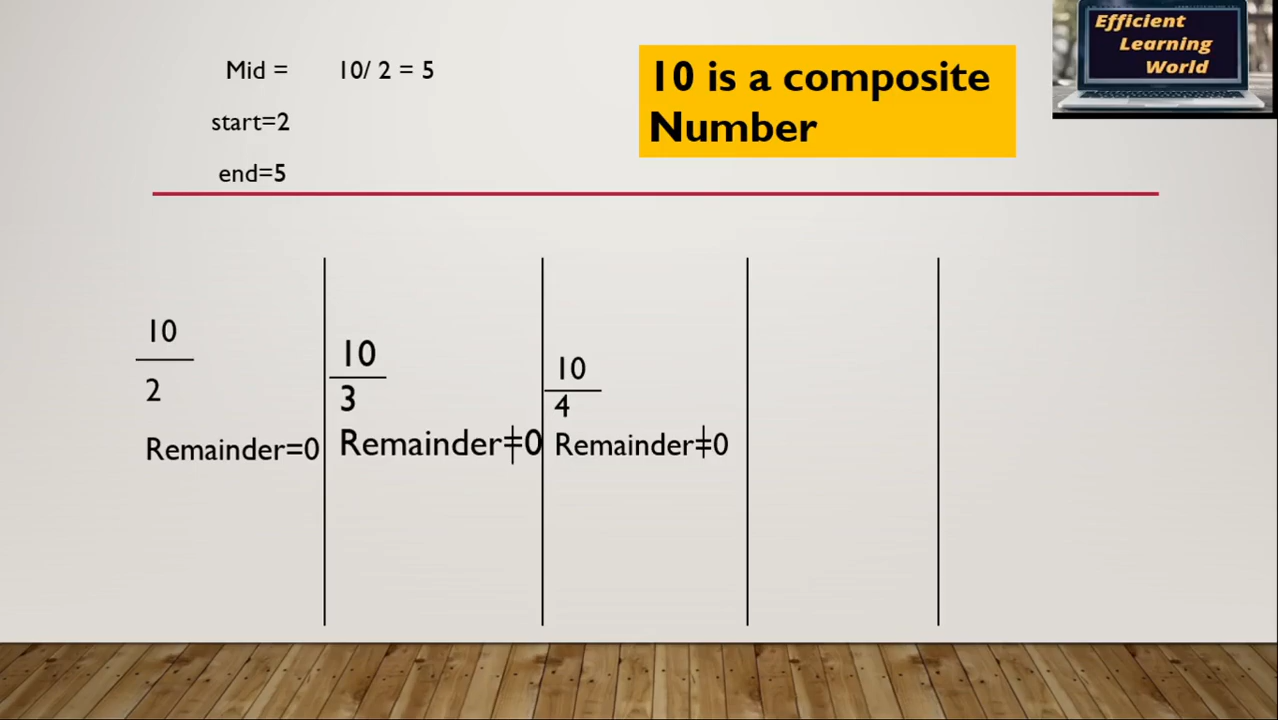 Mid = 10/ 2 = 5
start=2
end=5
10 is a composite
Number
Efficient
Learning
World
10
2
Remainder=0
10
3
Remainder≠0
10
4
Remainder≠0